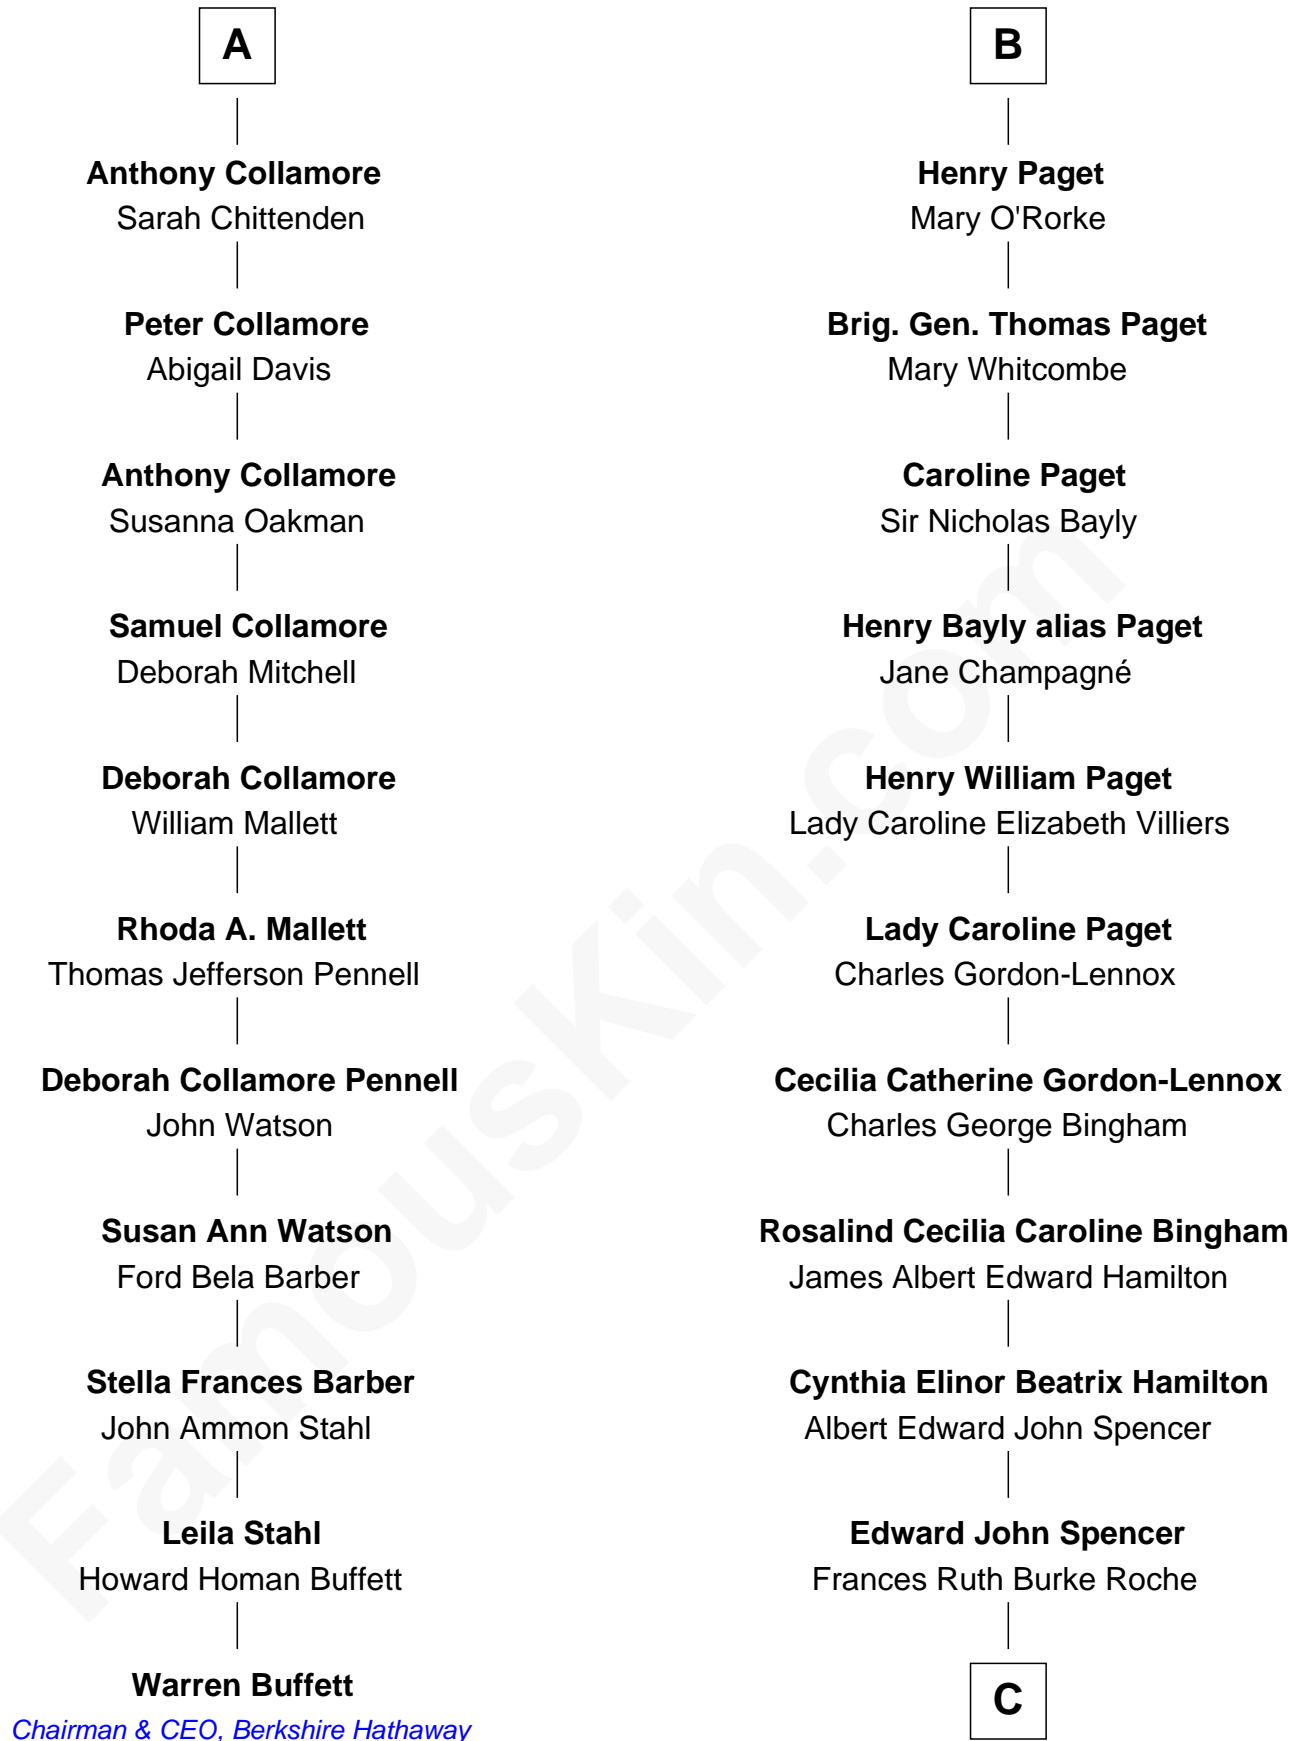 A
Anthony Collamore
Sarah Chittenden
Peter Collamore
Abigail Davis
Anthony Collamore
Susanna Oakman
Samuel Collamore
Deborah Mitchell
Deborah Collamore
William Mallett
Rhoda A. Mallett
Thomas Jefferson Pennell
Deborah Collamore Pennell
John Watson
Susan Ann Watson
Ford Bela Barber
Stella Frances Barber
John Ammon Stahl
Leila Stahl
Howard Homan Buffett
Warren Buffett
Chairman & CEO, Berkshire Hathaway
B
Henry Paget
Mary O'Rorke
Brig. Gen. Thomas Paget
Mary Whitcombe
Caroline Paget
Sir Nicholas Bayly
Henry Bayly alias Paget
Jane Champagné
Henry William Paget
Lady Caroline Elizabeth Villiers
Lady Caroline Paget
Charles Gordon-Lennox
Cecilia Catherine Gordon-Lennox
Charles George Bingham
Rosalind Cecilia Caroline Bingham
James Albert Edward Hamilton
Cynthia Elinor Beatrix Hamilton
Albert Edward John Spencer
Edward John Spencer
Frances Ruth Burke Roche
C
FamousKin.com